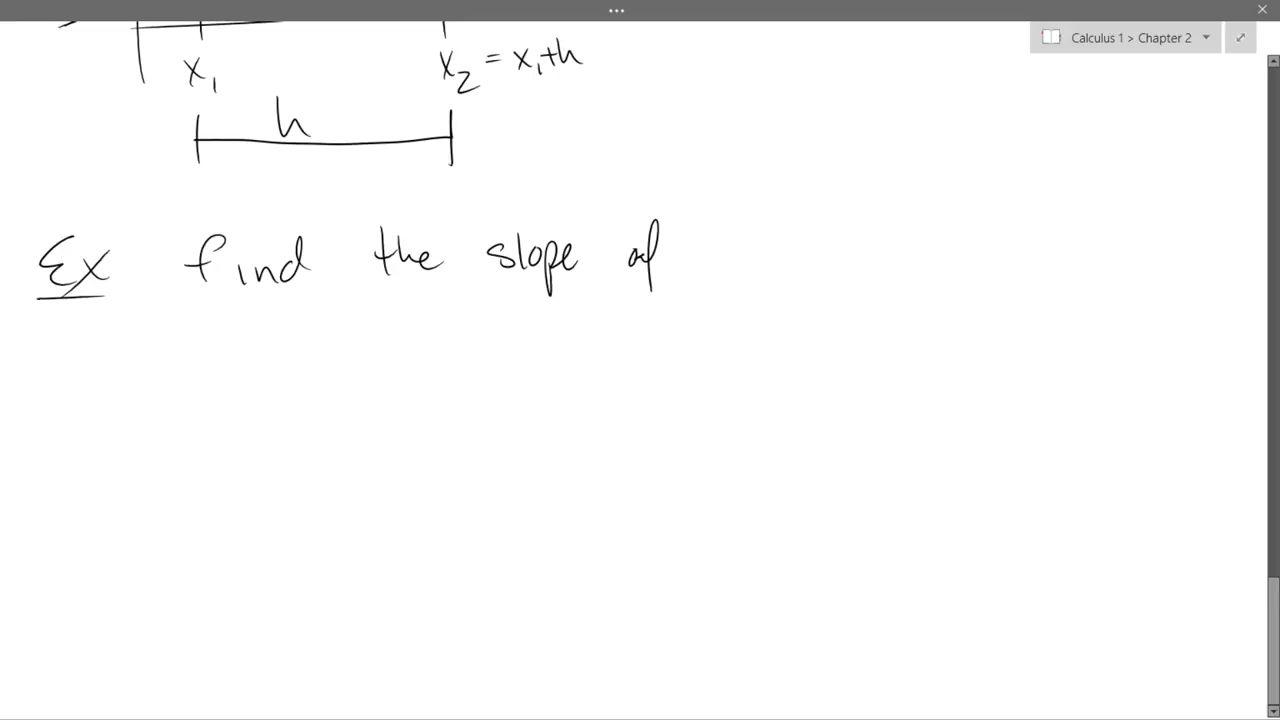 ...
Calculus 1 > Chapter 2
x₁ x₂ = x₁+h
h
Ex find the slope of